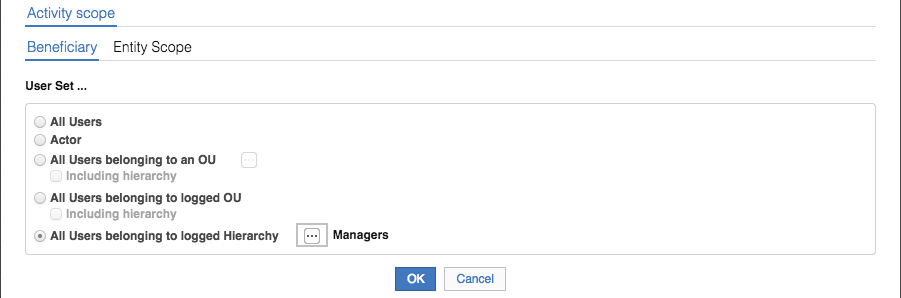 Activity scope
Beneficiary Entity Scope
User Set ...
All Users
Actor
All Users belonging to an OU ...
Including hierarchy
All Users belonging to logged OU
Including hierarchy
All Users belonging to logged Hierarchy ... Managers
OK Cancel